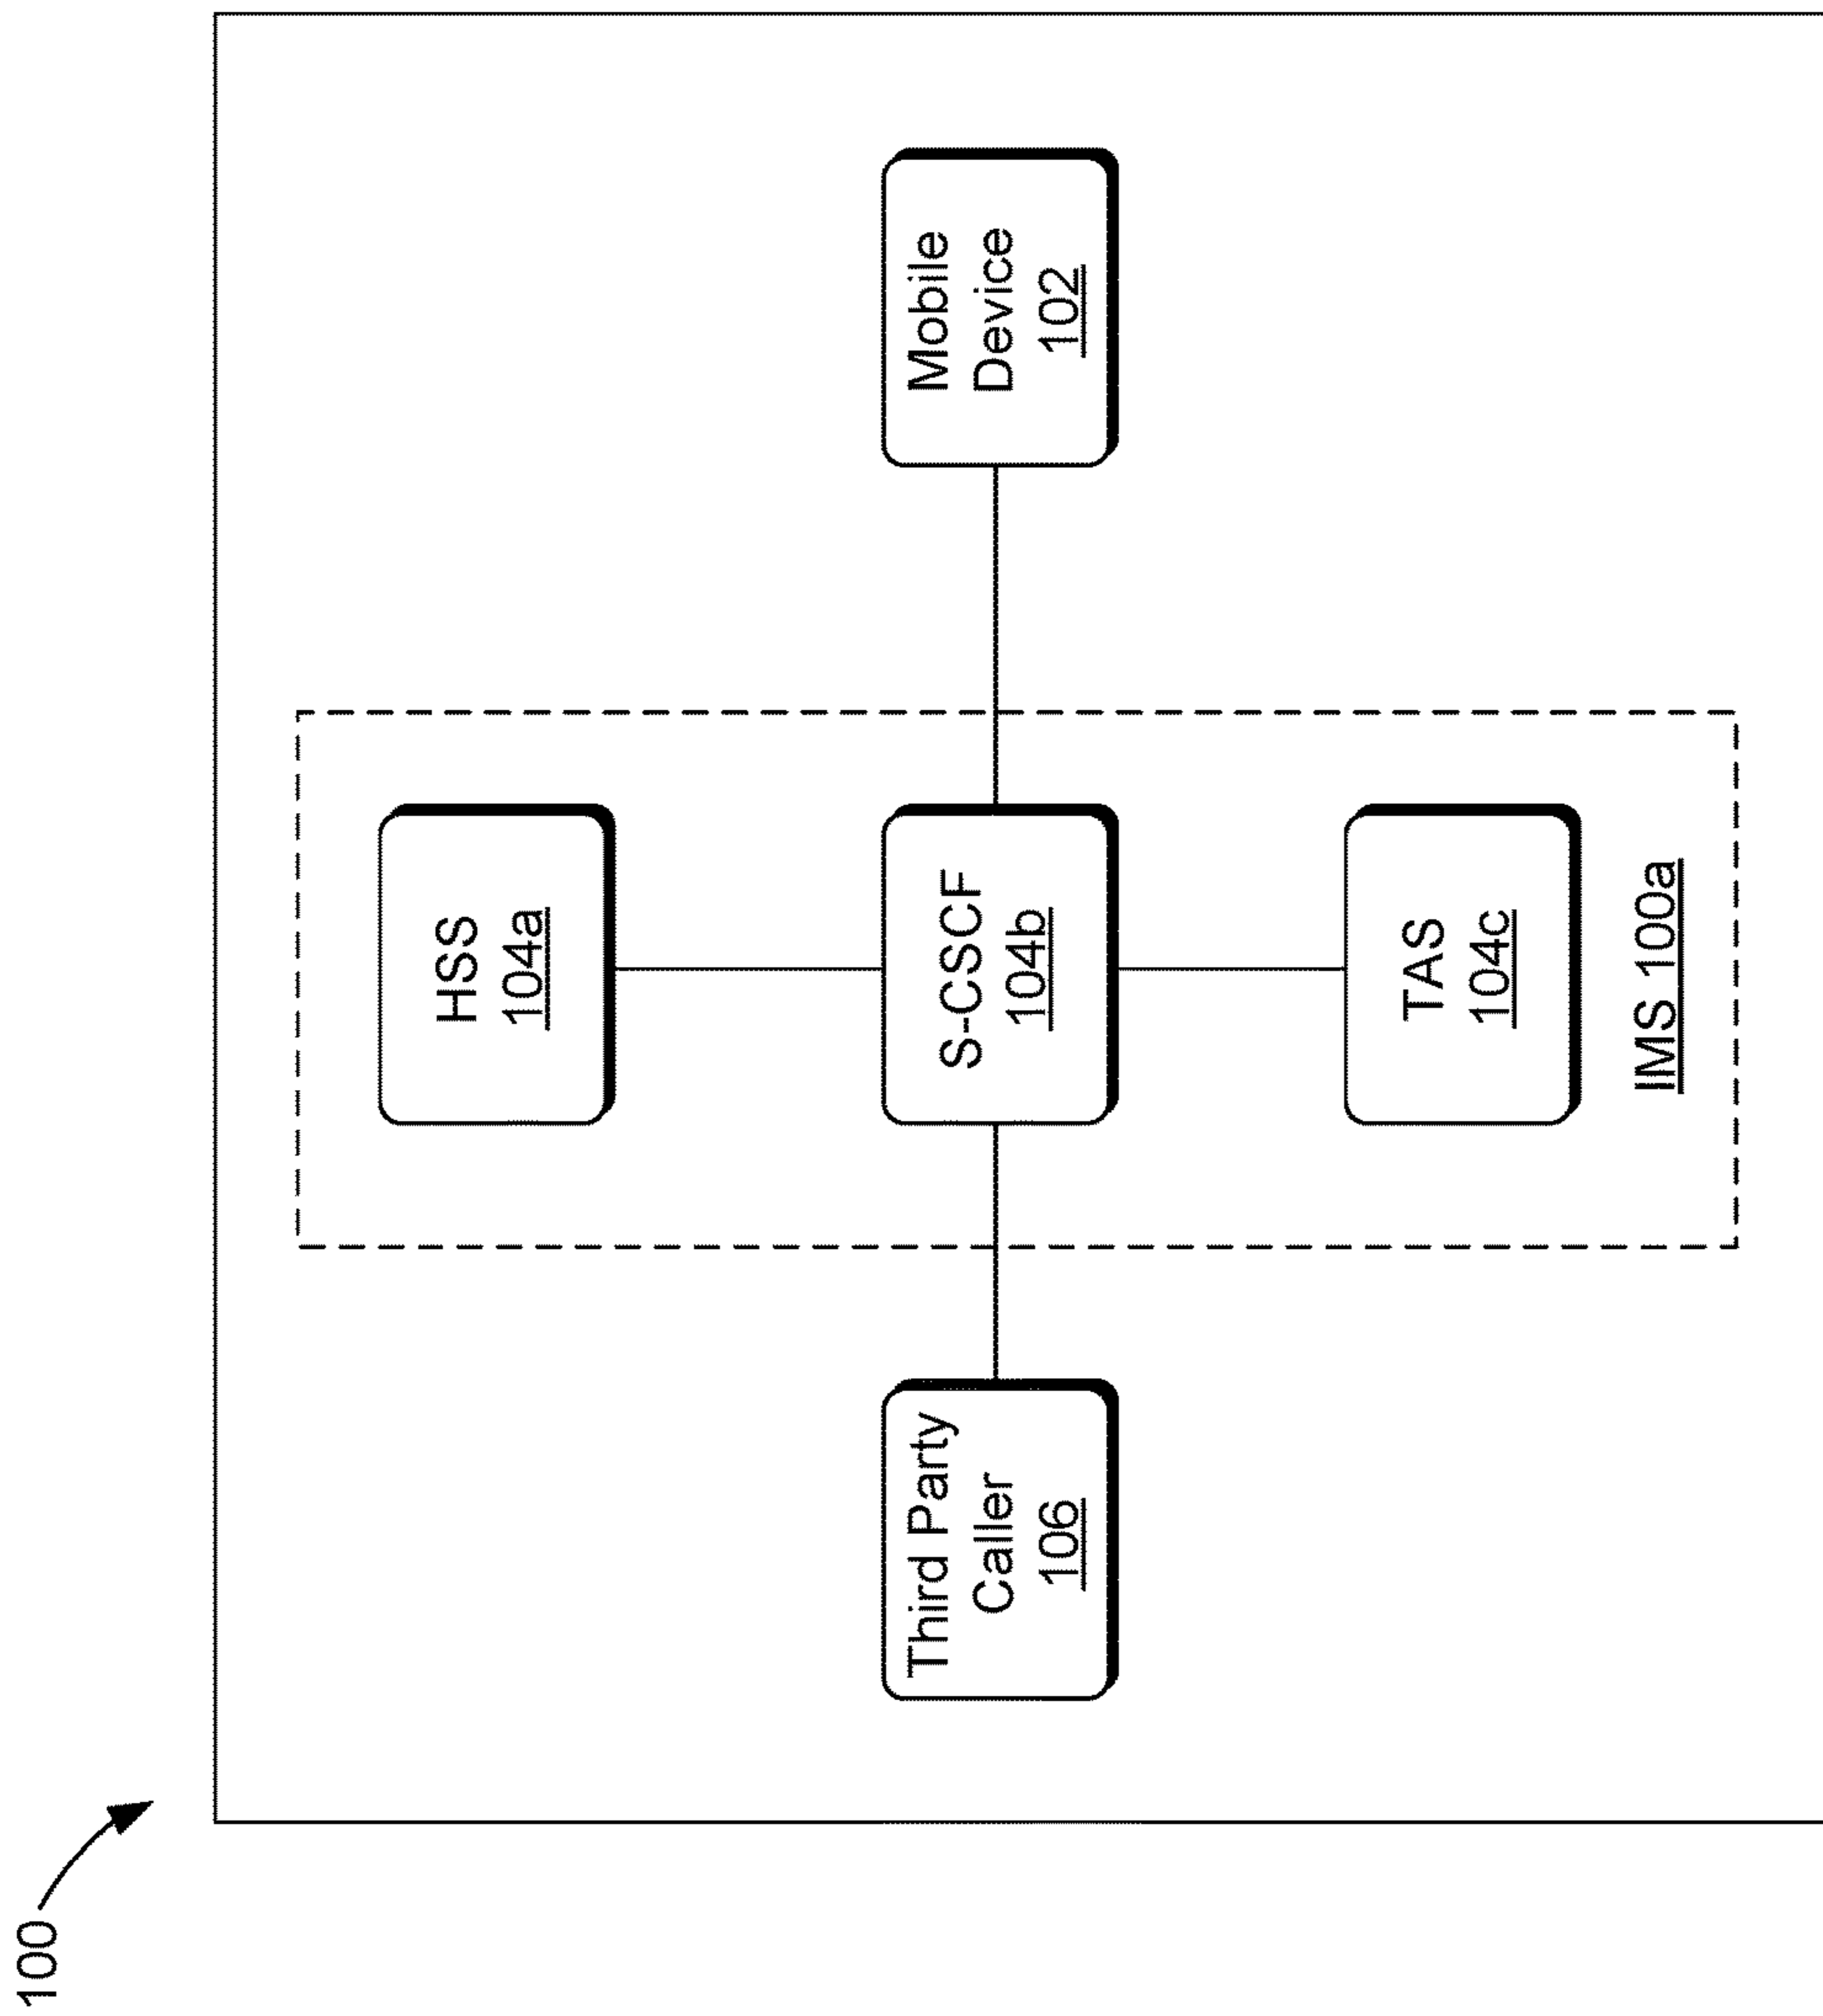 100
HSS
104a
Third Party
Caller
106
S-CSCF
104b
Mobile
Device
102
TAS
104c
IMS 100a